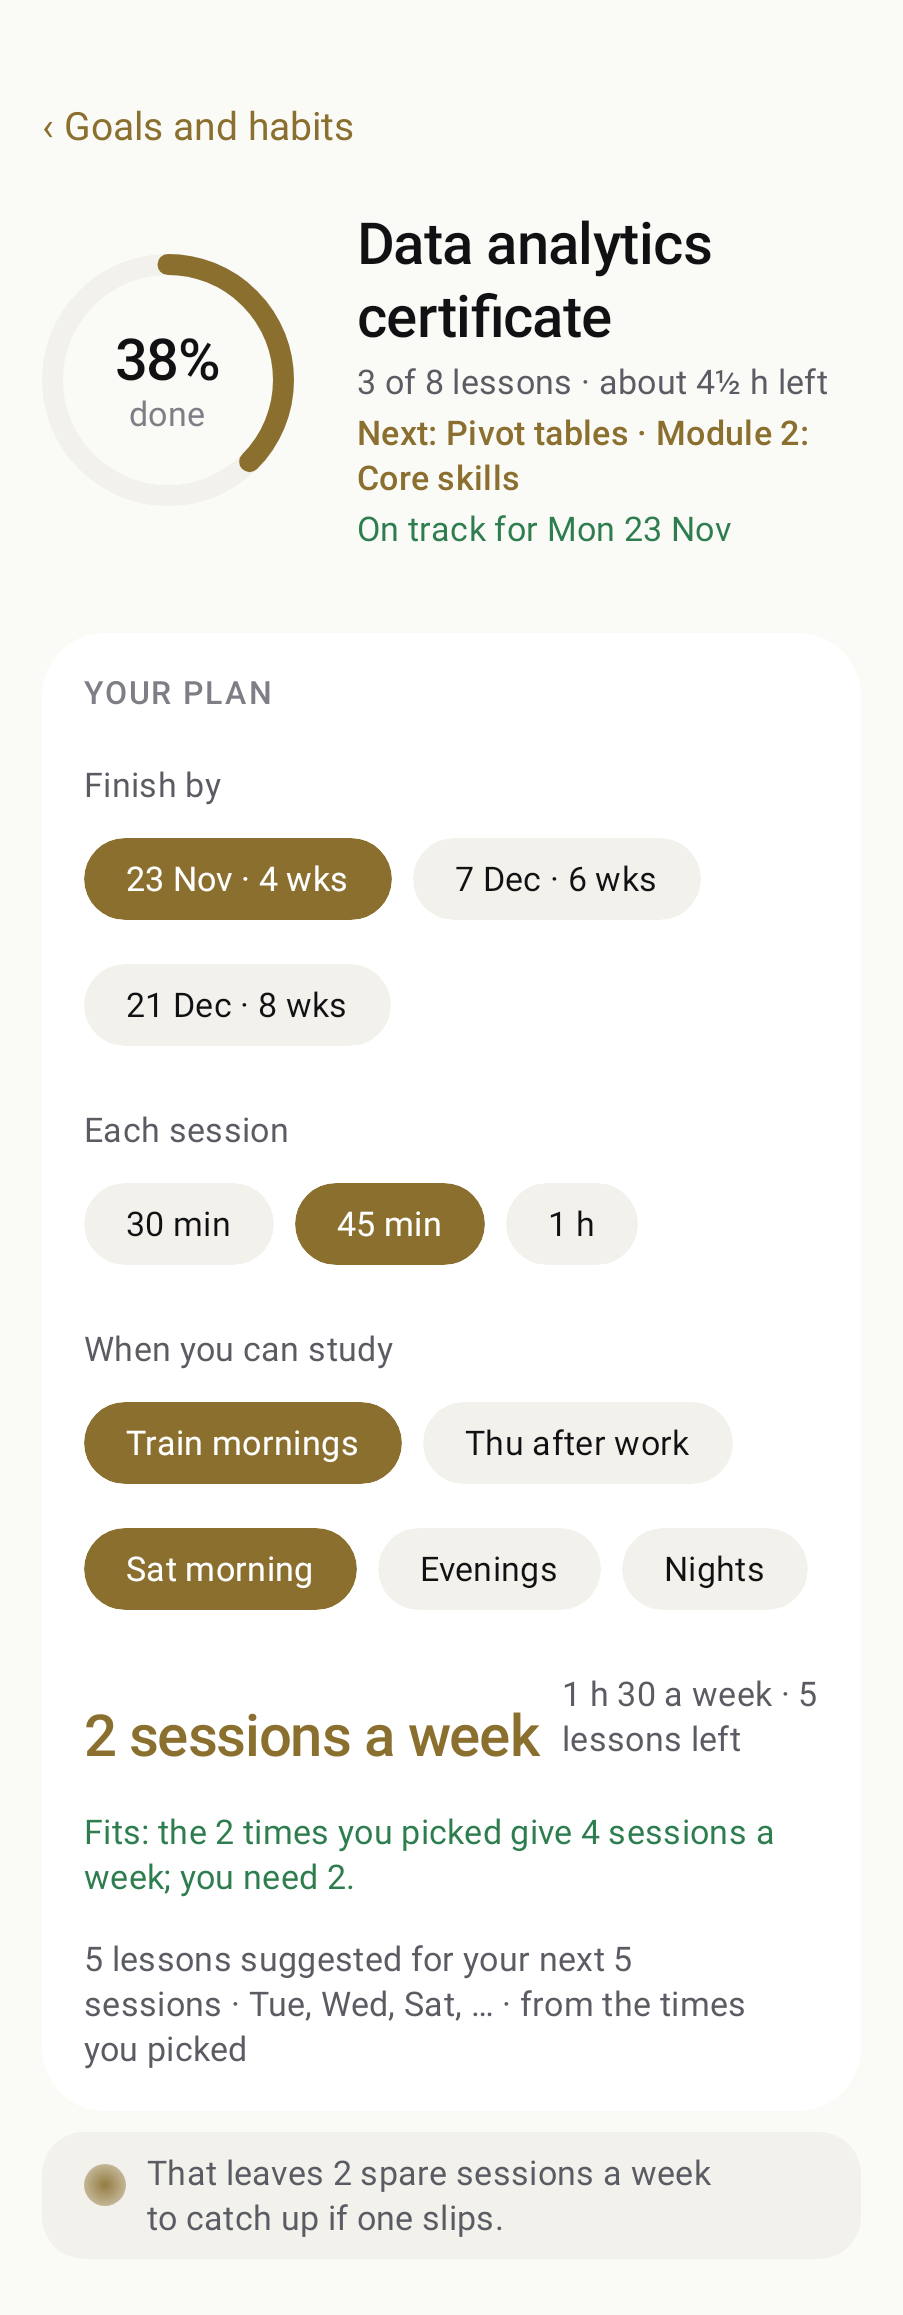 ‹ Goals and habits
38%
done
Data analytics
certificate
3 of 8 lessons · about 4½ h left
Next: Pivot tables · Module 2:
Core skills
On track for Mon 23 Nov
YOUR PLAN
Finish by
23 Nov · 4 wks
7 Dec · 6 wks
21 Dec · 8 wks
Each session
30 min
45 min
1 h
When you can study
Train mornings
Thu after work
Sat morning
Evenings
Nights
2 sessions a week
1 h 30 a week · 5
lessons left
Fits: the 2 times you picked give 4 sessions a
week; you need 2.
5 lessons suggested for your next 5
sessions · Tue, Wed, Sat, … · from the times
you picked
That leaves 2 spare sessions a week
to catch up if one slips.